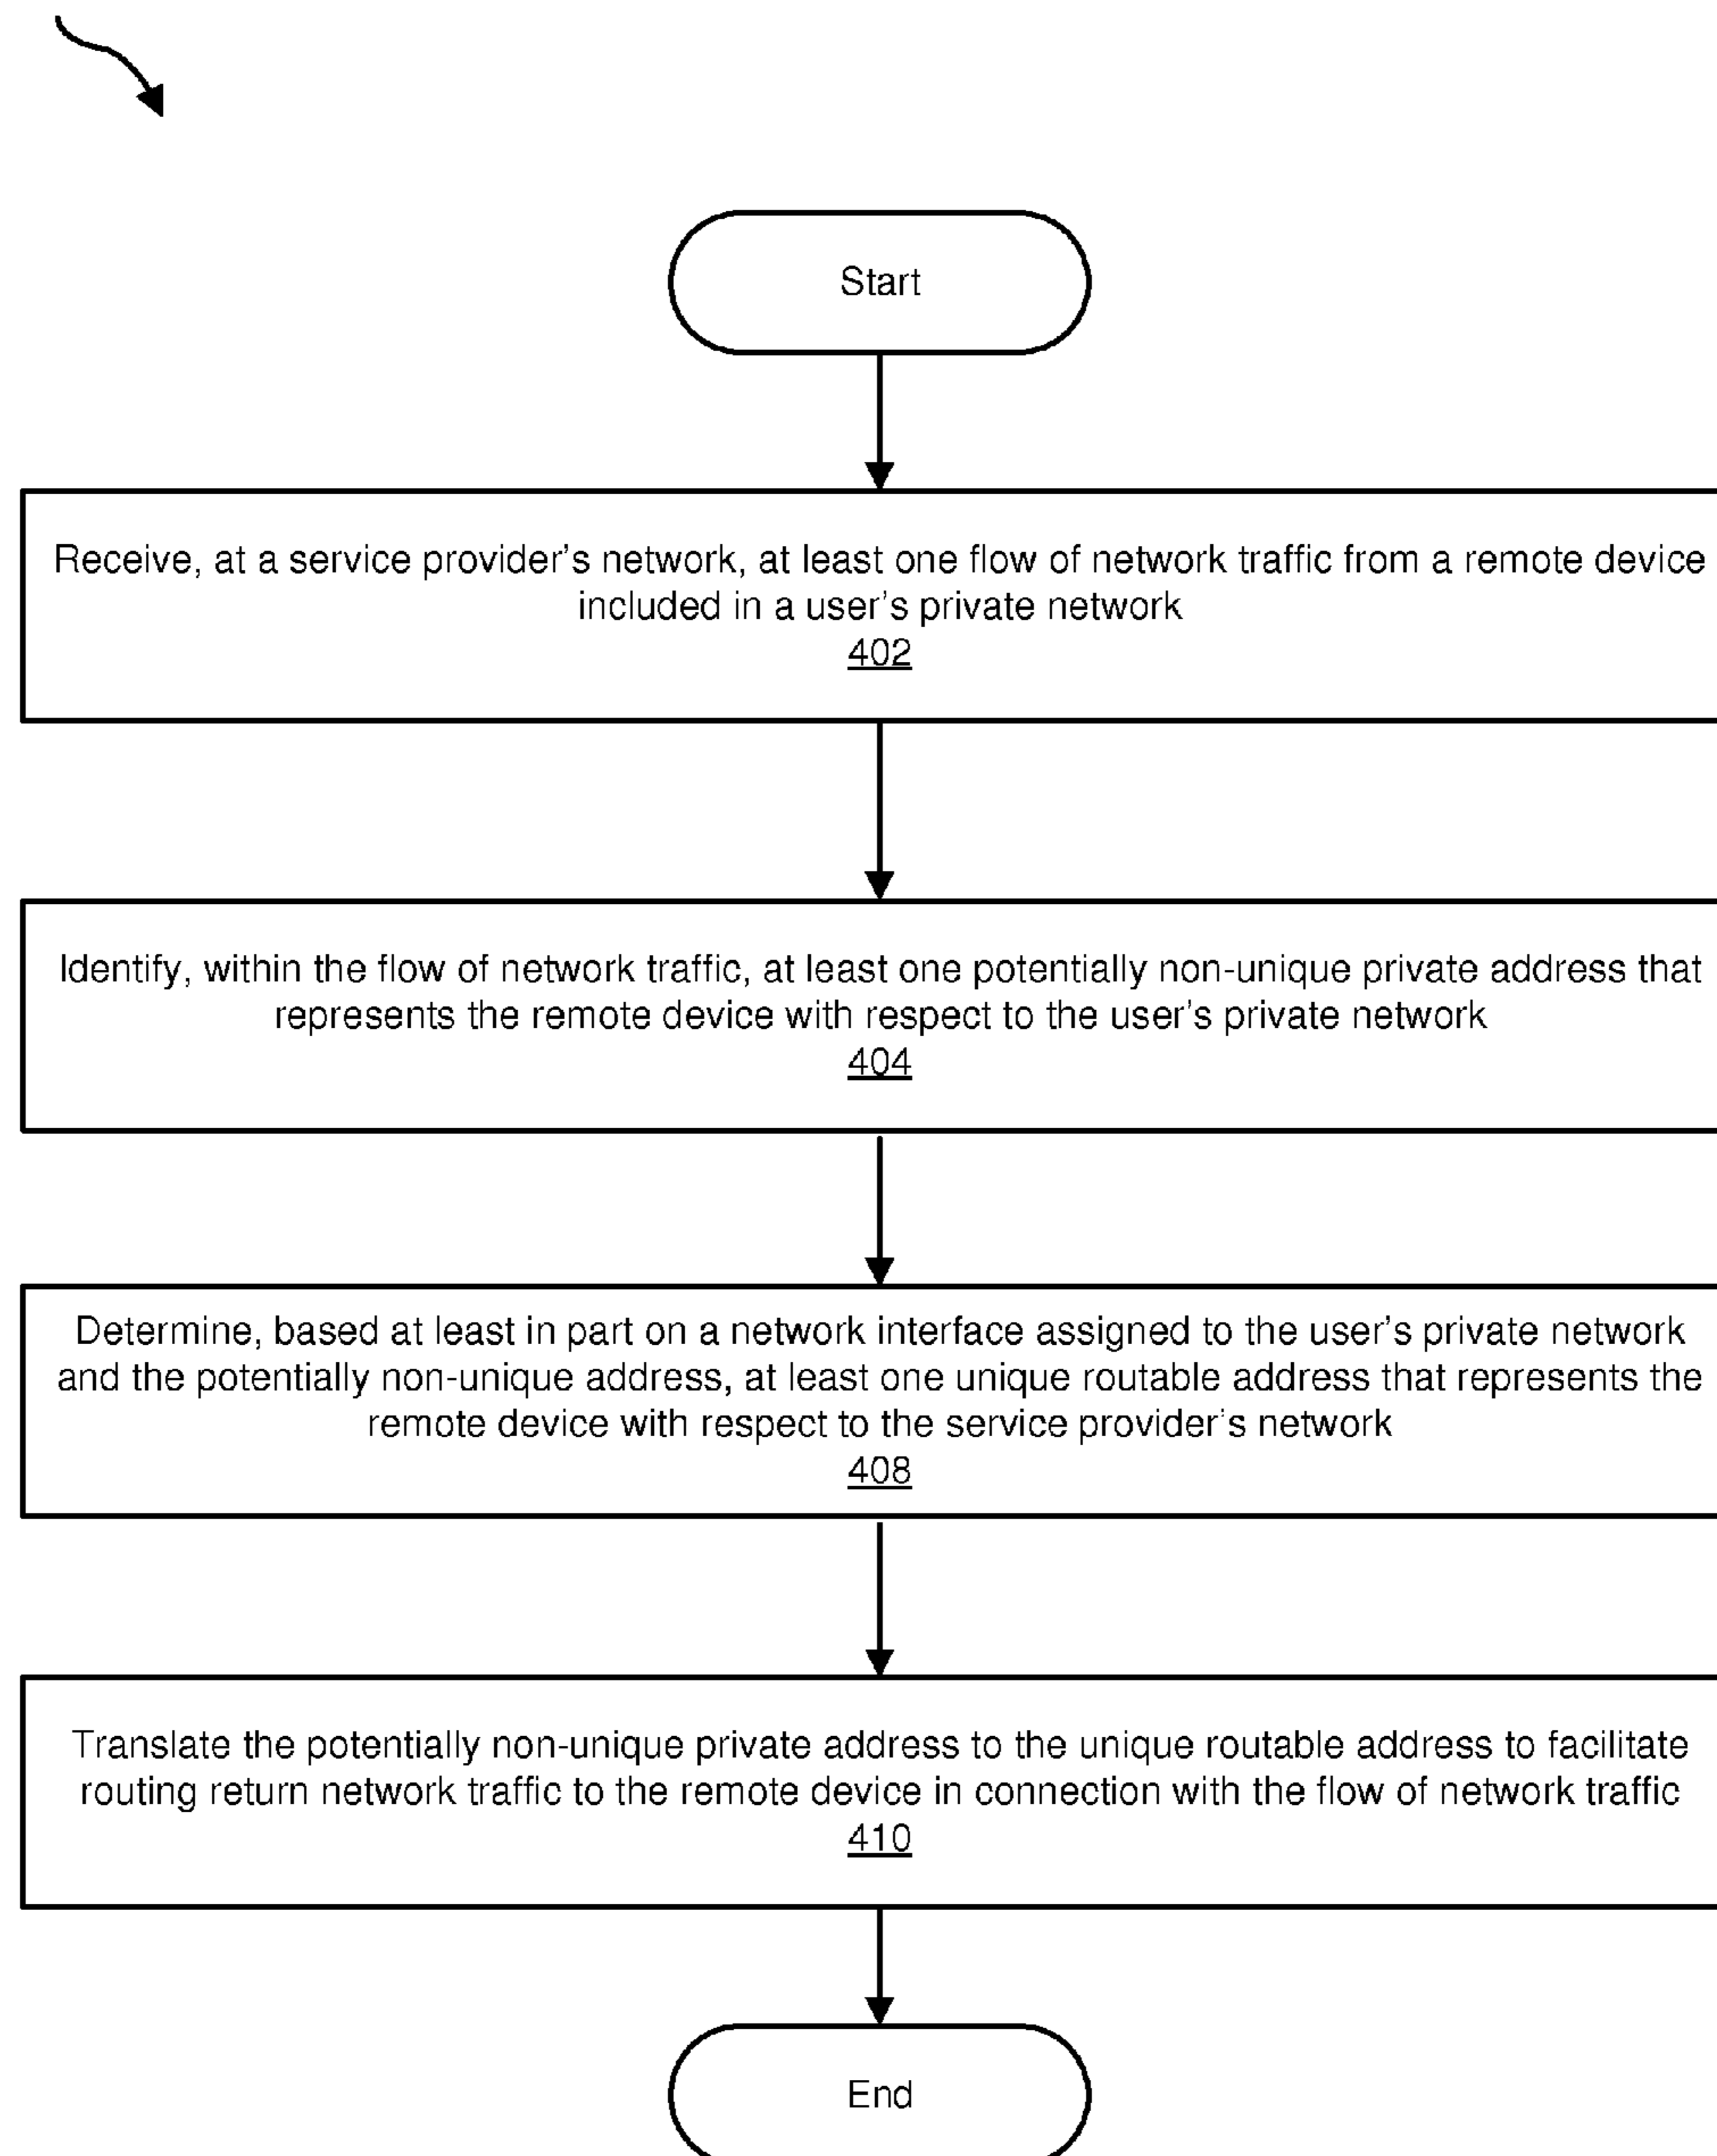 Start
Receive, at a service provider's network, at least one flow of network traffic from a remote device
included in a user's private network
402
Identify, within the flow of network traffic, at least one potentially non-unique private address that
represents the remote device with respect to the user's private network
404
Determine, based at least in part on a network interface assigned to the user's private network
and the potentially non-unique address, at least one unique routable address that represents the
remote device with respect to the service provider's network
408
Translate the potentially non-unique private address to the unique routable address to facilitate
routing return network traffic to the remote device in connection with the flow of network traffic
410
End